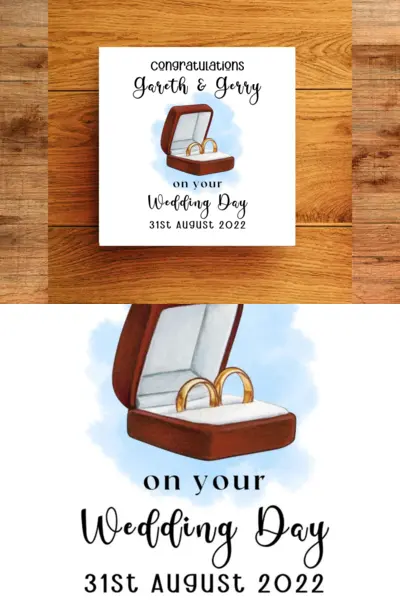 Congratulations
Gareth & Gerry
on your
Wedding Day
31st August 2022
on your
Wedding Day
31st August 2022